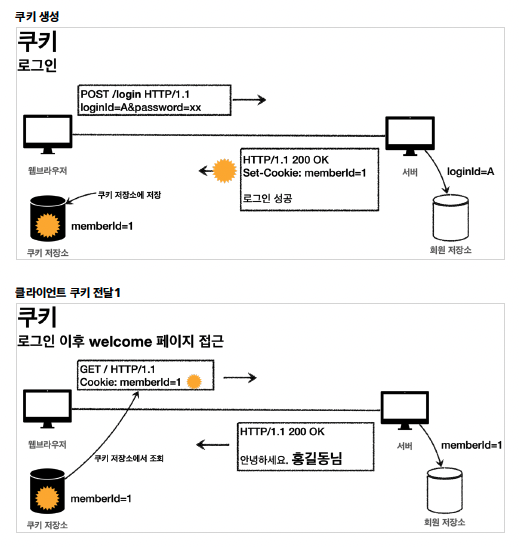 쿠키 생성
쿠키
로그인
POST /login HTTP/1.1
loginId=A&password=xx
웹브라우저
HTTP/1.1 200 OK
Set-Cookie: memberId=1
로그인 성공
서버
loginId=A
쿠키 저장소에 저장
memberId=1
쿠키 저장소
회원 저장소
클라이언트 쿠키 전달1
쿠키
로그인 이후 welcome 페이지 접근
GET / HTTP/1.1
Cookie: memberId=1
웹브라우저
HTTP/1.1 200 OK
안녕하세요. 홍길동님
서버
memberId=1
쿠키 저장소에서 조회
memberId=1
쿠키 저장소
회원 저장소